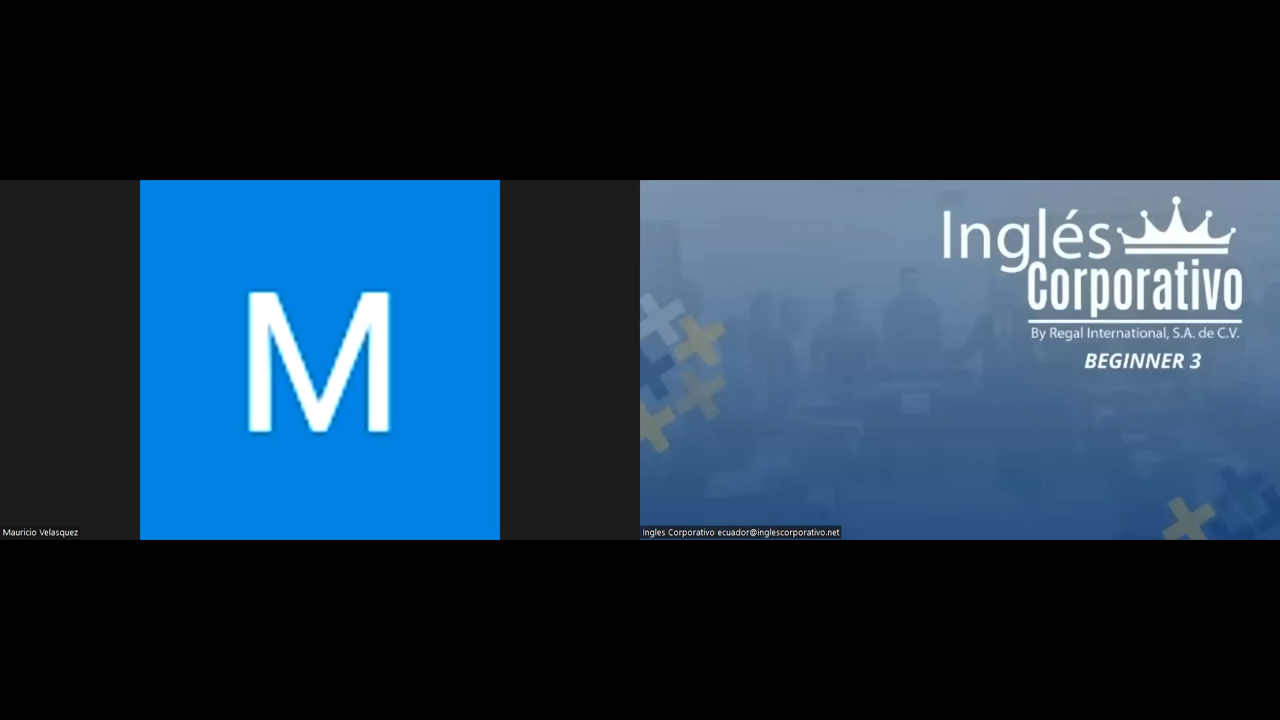 M
Mauricio Velasquez
Inglés
Corporativo
By Regal International, S.A. de C.V.
BEGINNER 3
Ingles Corporativo ecuador@inglescorporativo.net